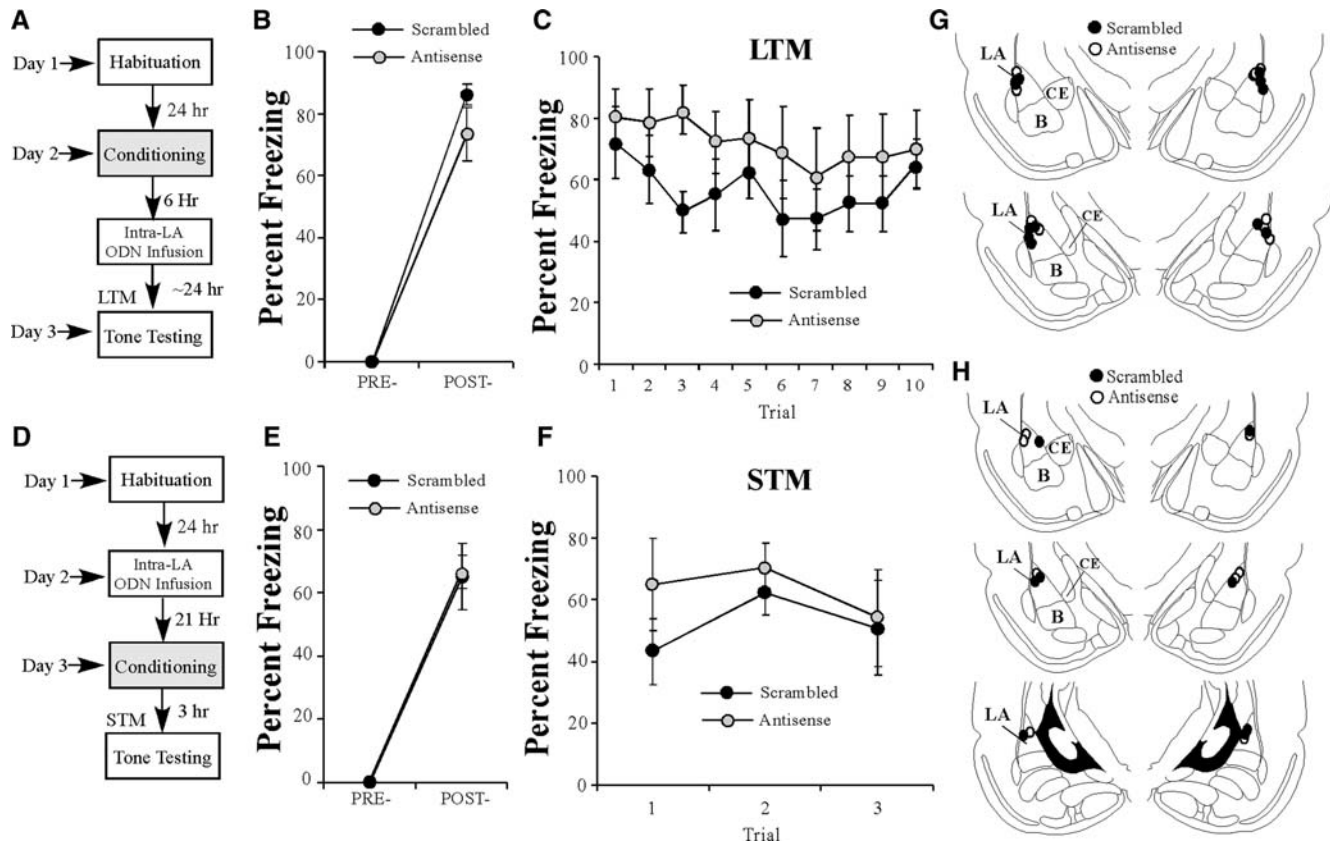 A
Day 1
Habituation
24 hr
Day 2
Conditioning
6 Hr
Intra-LA
ODN Infusion
LTM
~24 hr
Day 3
Tone Testing
B
Scrambled
Antisense
Percent Freezing
100
80
60
40
20
0
PRE-
POST-
C
LTM
Percent Freezing
100
80
60
40
20
0
Scrambled
Antisense
1 2 3 4 5 6 7 8 9 10
Trial
D
Day 1
Habituation
24 hr
Day 2
Intra-LA
ODN Infusion
21 Hr
Day 3
Conditioning
STM
3 hr
Tone Testing
E
Scrambled
Antisense
Percent Freezing
100
80
60
40
20
0
PRE-
POST-
F
STM
Percent Freezing
100
80
60
40
20
0
Scrambled
Antisense
1 2 3
Trial
G
Scrambled
Antisense
LA
CE
B
LA
CE
B
H
Scrambled
Antisense
LA
CE
B
LA
CE
B
LA